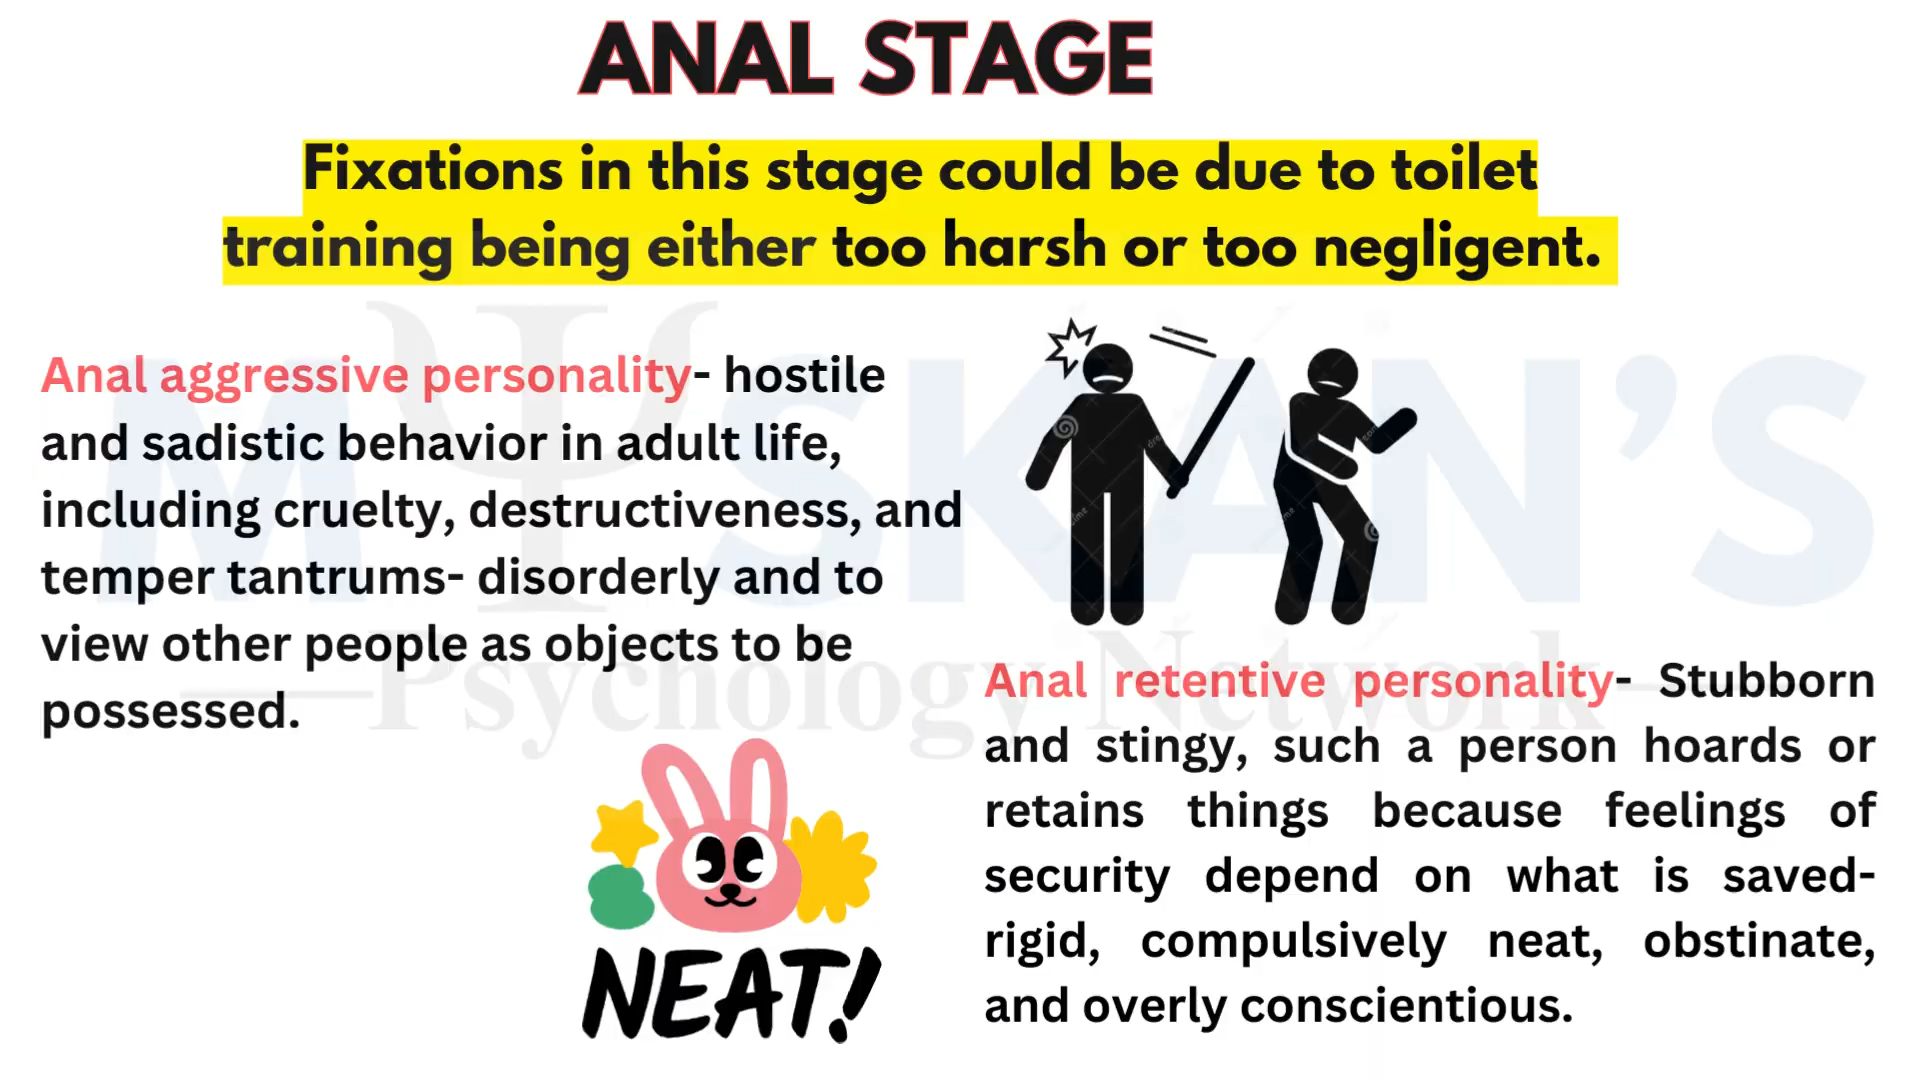 ANAL STAGE
Fixations in this stage could be due to toilet
training being either too harsh or too negligent.
Anal aggressive personality- hostile
and sadistic behavior in adult life,
including cruelty, destructiveness, and
temper tantrums- disorderly and to
view other people as objects to be
possessed.
Anal retentive personality- Stubborn
and stingy, such a person hoards or
retains things because feelings of
security depend on what is saved-
rigid, compulsively neat, obstinate,
and overly conscientious.
NEAT!
MΨSKAN'S
Psychology Network